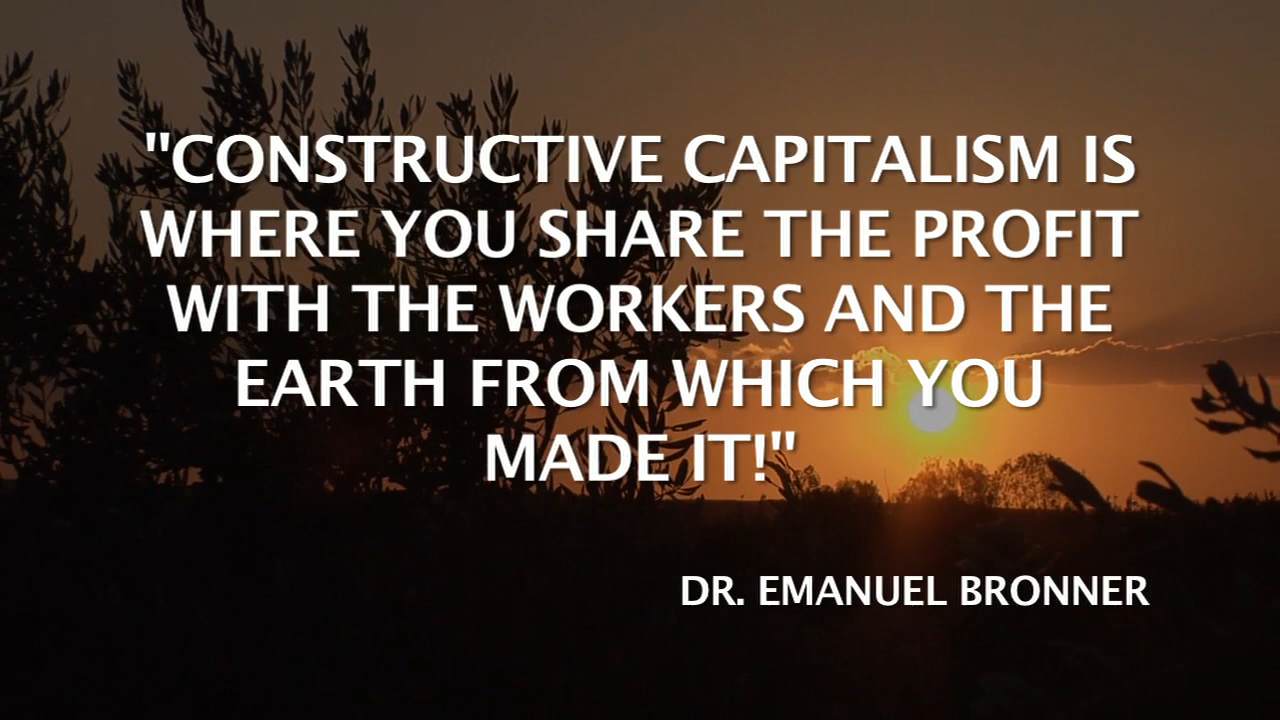 "CONSTRUCTIVE CAPITALISM IS
WHERE YOU SHARE THE PROFIT
WITH THE WORKERS AND THE
EARTH FROM WHICH YOU
MADE IT!"
DR. EMANUEL BRONNER